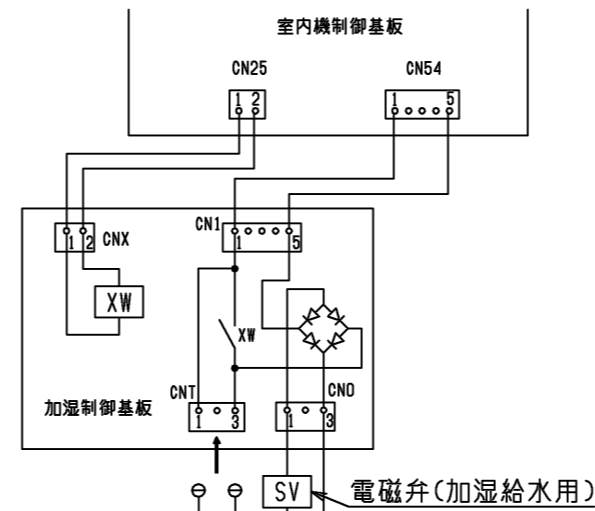 室内機制御基板
CN25
CN54
1 2
1 5
CN1
1 2
CNX
1 5
XW
XW
CNT
CNO
加湿制御基板
1 3
1 3
SV
電磁弁(加湿給水用)